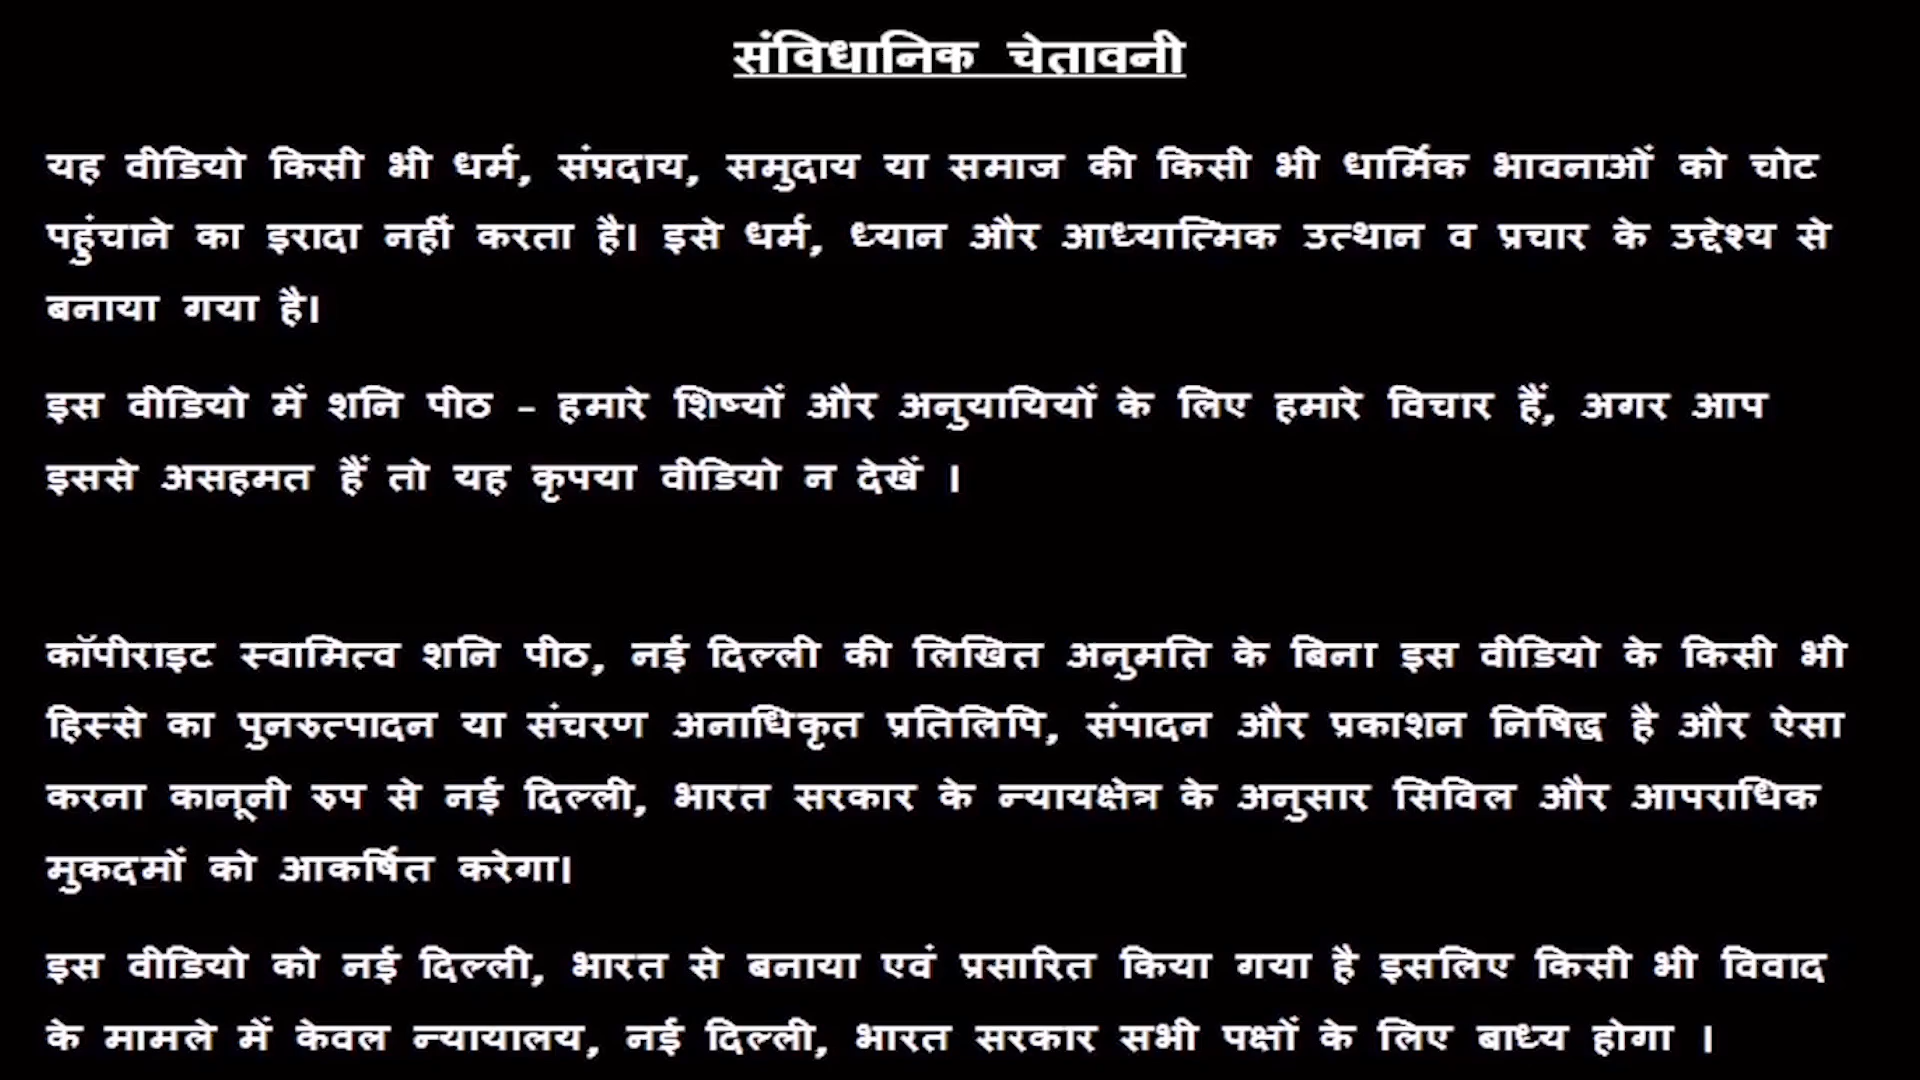 संविधानिक चेतावनी
यह वीडियो किसी भी धर्म, संप्रदाय, समुदाय या समाज की किसी भी धार्मिक भावनाओं को चोट
पहुंचाने का इरादा नहीं करता है। इसे धर्म, ध्यान और आध्यात्मिक उत्थान व प्रचार के उद्देश्य से
बनाया गया है।
इस वीडियो में शनि पीठ – हमारे शिष्यों और अनुयायियों के लिए हमारे विचार हैं, अगर आप
इससे असहमत हैं तो यह कृपया वीडियो न देखें ।
कॉपीराइट स्वामित्व शनि पीठ, नई दिल्ली की लिखित अनुमति के बिना इस वीडियो के किसी भी
हिस्से का पुनरुत्पादन या संचरण अनाधिकृत प्रतिलिपि, संपादन और प्रकाशन निषिद्ध है और ऐसा
करना कानूनी रुप से नई दिल्ली, भारत सरकार के न्यायक्षेत्र के अनुसार सिविल और आपराधिक
मुकदमों को आकर्षित करेगा।
इस वीडियो को नई दिल्ली, भारत से बनाया एवं प्रसारित किया गया है इसलिए किसी भी विवाद
के मामले में केवल न्यायालय, नई दिल्ली, भारत सरकार सभी पक्षों के लिए बाध्य होगा ।